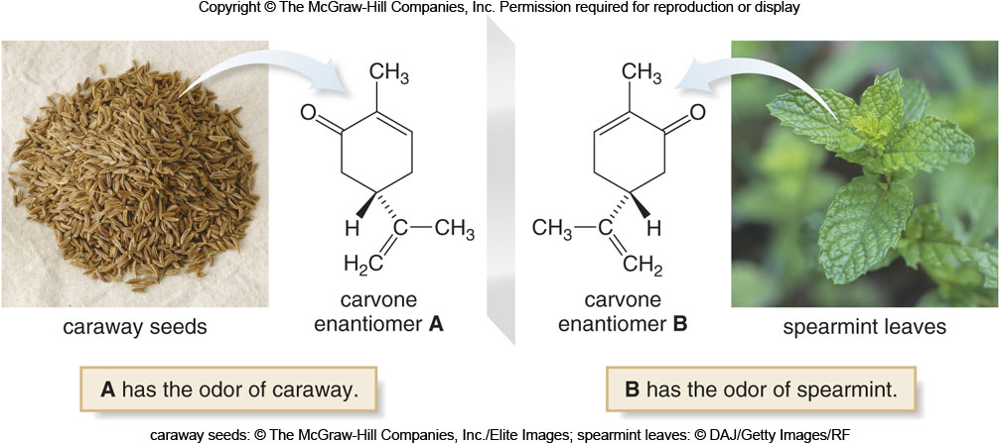 Copyright © The McGraw-Hill Companies, Inc. Permission required for reproduction or display
CH₃
O
H
C
CH₃
H₂C
carvone
enantiomer A
caraway seeds
A has the odor of caraway.
CH₃
O
CH₃
C
H
CH₂
carvone
enantiomer B
spearmint leaves
B has the odor of spearmint.
caraway seeds: © The McGraw-Hill Companies, Inc./Elite Images; spearmint leaves: © DAJ/Getty Images/RF